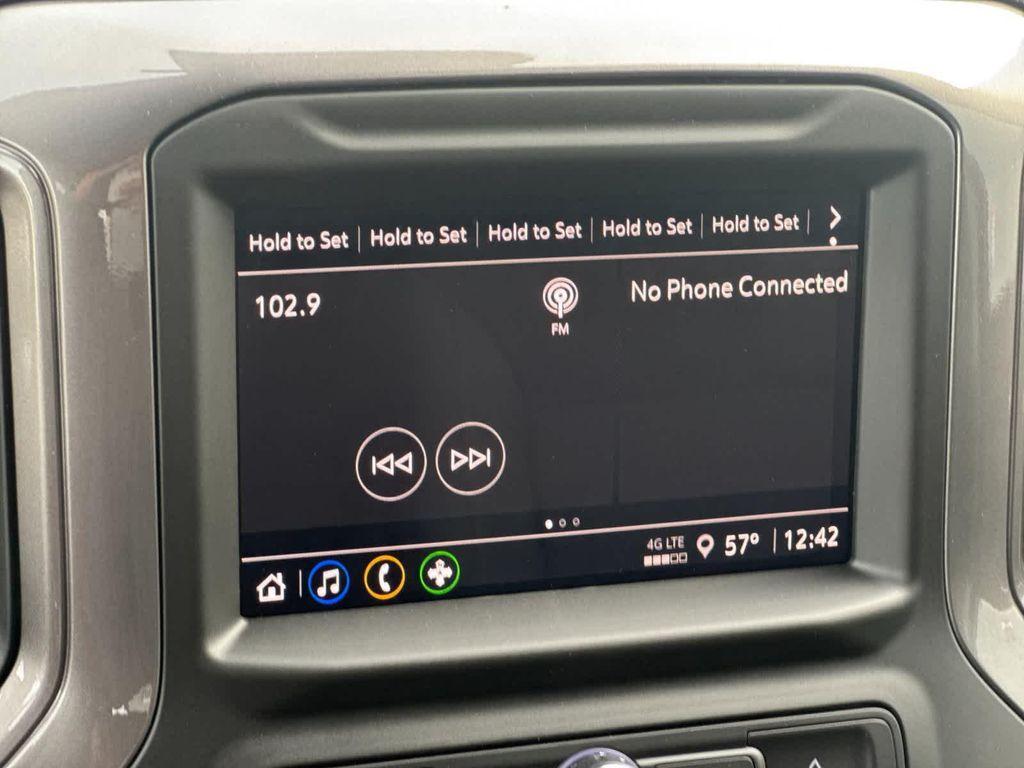 Hold to Set Hold to Set Hold to Set Hold to Set Hold to Set
102.9 FM No Phone Connected
4G LTE 57° 12:42